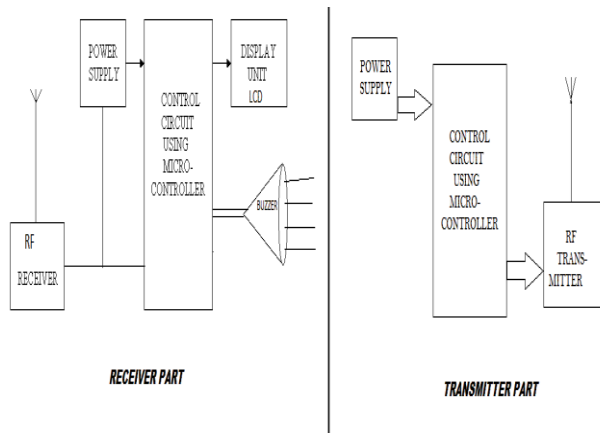 POWER
SUPPLY
CONTROL
CIRCUIT
USING
MICRO-
CONTROLLER
DISPLAY
UNIT
LCD
BUZZER
RF
RECEIVER
RECEIVER PART
POWER
SUPPLY
CONTROL
CIRCUIT
USING
MICRO-
CONTROLLER
RF
TRANS-
MITTER
TRANSMITTER PART